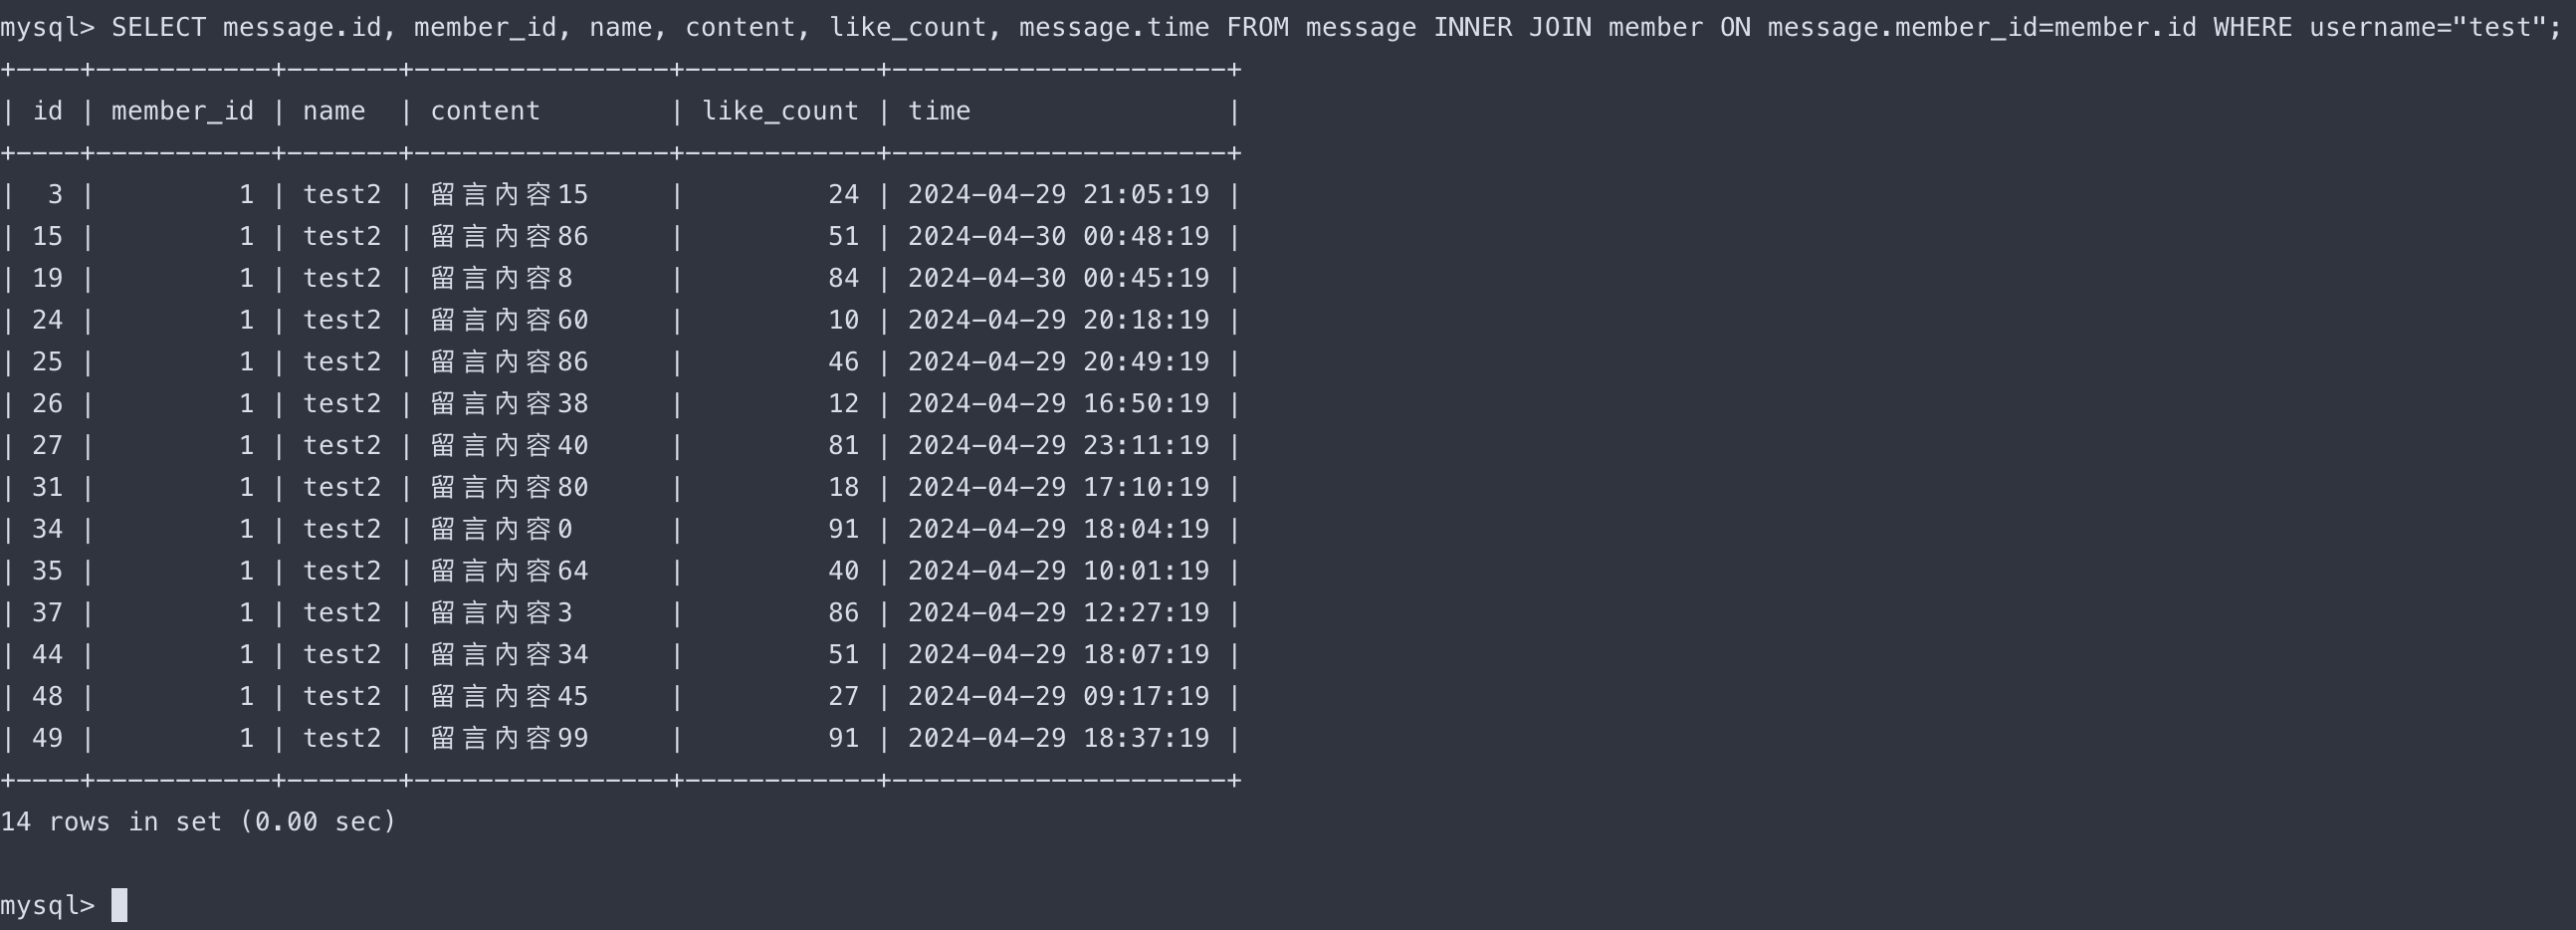 mysql> SELECT message.id, member_id, name, content, like_count, message.time FROM message INNER JOIN member ON message.member_id=member.id WHERE username="test";
+----+-----------+-------+----------------+------------+---------------------+
| id | member_id | name  | content        | like_count | time                |
+----+-----------+-------+----------------+------------+---------------------+
|  3 |         1 | test2 | 留言內容15     |         24 | 2024-04-29 21:05:19 |
| 15 |         1 | test2 | 留言內容86     |         51 | 2024-04-30 00:48:19 |
| 19 |         1 | test2 | 留言內容8      |         84 | 2024-04-30 00:45:19 |
| 24 |         1 | test2 | 留言內容60     |         10 | 2024-04-29 20:18:19 |
| 25 |         1 | test2 | 留言內容86     |         46 | 2024-04-29 20:49:19 |
| 26 |         1 | test2 | 留言內容38     |         12 | 2024-04-29 16:50:19 |
| 27 |         1 | test2 | 留言內容40     |         81 | 2024-04-29 23:11:19 |
| 31 |         1 | test2 | 留言內容80     |         18 | 2024-04-29 17:10:19 |
| 34 |         1 | test2 | 留言內容0      |         91 | 2024-04-29 18:04:19 |
| 35 |         1 | test2 | 留言內容64     |         40 | 2024-04-29 10:01:19 |
| 37 |         1 | test2 | 留言內容3      |         86 | 2024-04-29 12:27:19 |
| 44 |         1 | test2 | 留言內容34     |         51 | 2024-04-29 18:07:19 |
| 48 |         1 | test2 | 留言內容45     |         27 | 2024-04-29 09:17:19 |
| 49 |         1 | test2 | 留言內容99     |         91 | 2024-04-29 18:37:19 |
+----+-----------+-------+----------------+------------+---------------------+
14 rows in set (0.00 sec)
mysql>